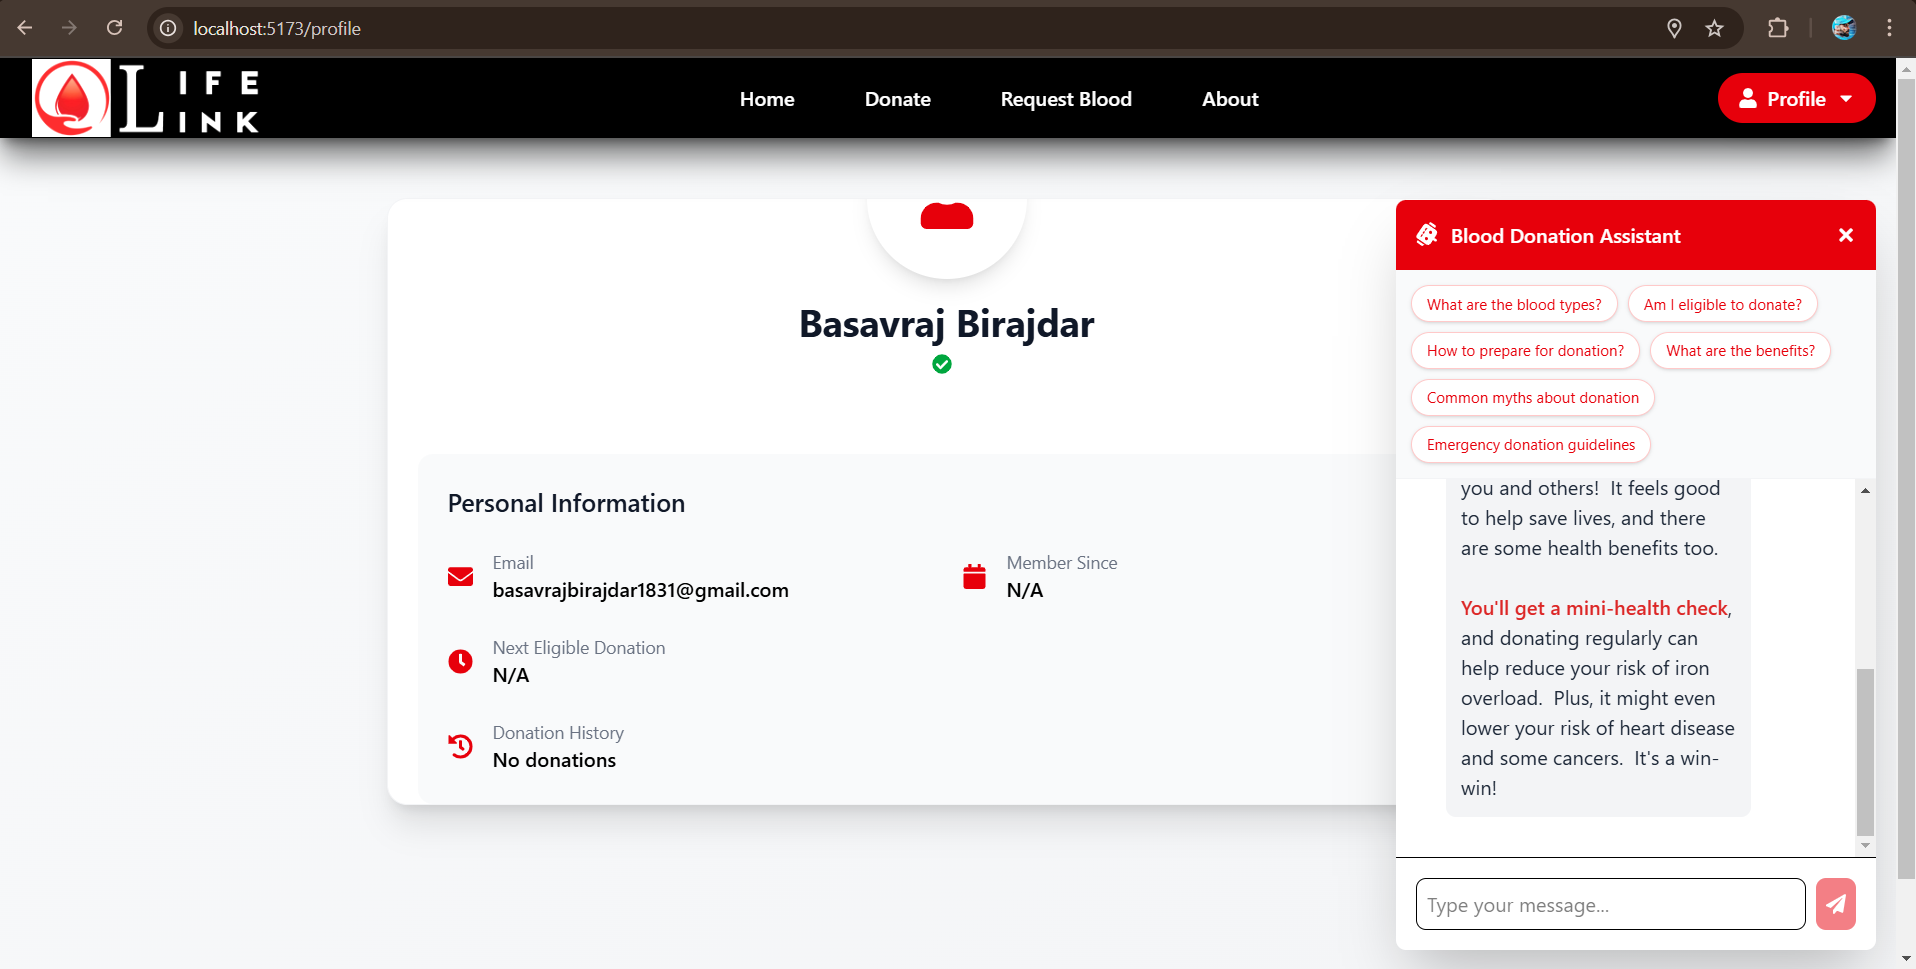 localhost:5173/profile
LIFE
LINK
Home
Donate
Request Blood
About
Profile
Basavraj Birajdar
Personal Information
Email
basavrajbirajdar1831@gmail.com
Member Since
N/A
Next Eligible Donation
N/A
Donation History
No donations
Blood Donation Assistant
What are the blood types?
Am I eligible to donate?
How to prepare for donation?
What are the benefits?
Common myths about donation
Emergency donation guidelines
you and others!  It feels good
to help save lives, and there
are some health benefits too.
You'll get a mini-health check,
and donating regularly can
help reduce your risk of iron
overload.  Plus, it might even
lower your risk of heart disease
and some cancers.  It's a win-
win!
Type your message...